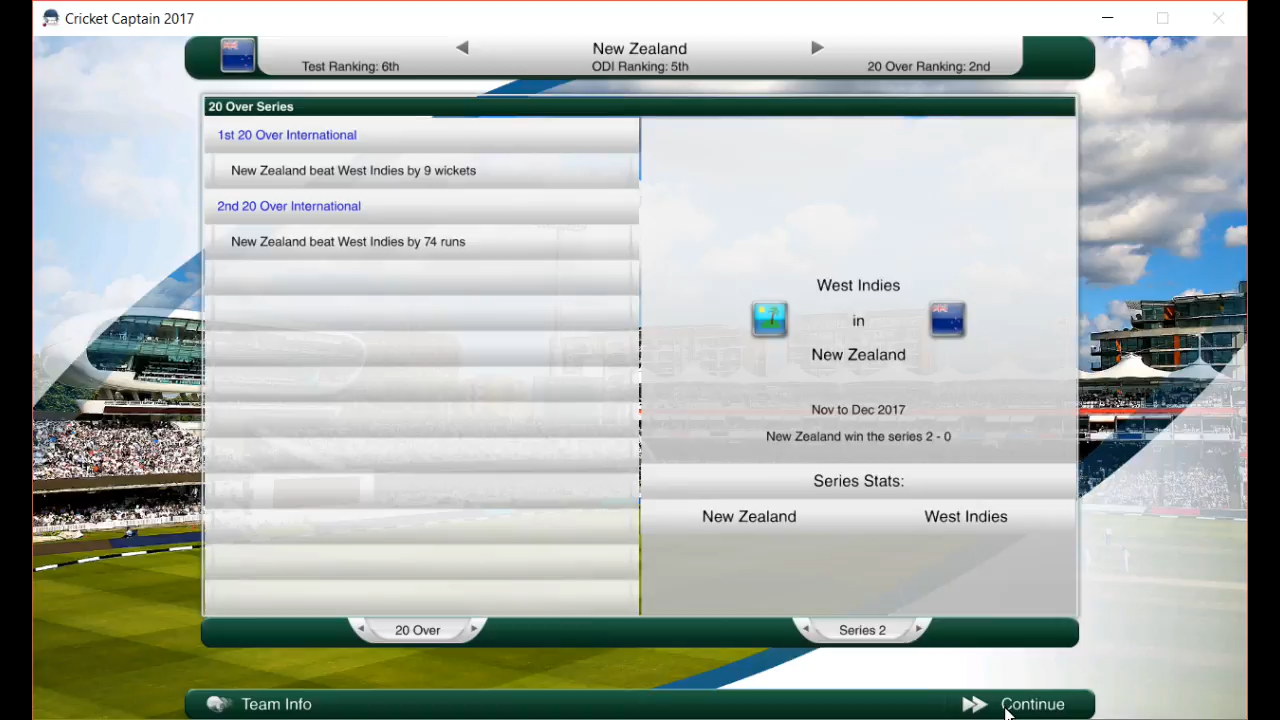 Cricket Captain 2017
New Zealand
Test Ranking: 6th
ODI Ranking: 5th
20 Over Ranking: 2nd
20 Over Series
1st 20 Over International
New Zealand beat West Indies by 9 wickets
2nd 20 Over International
New Zealand beat West Indies by 74 runs
West Indies
in
New Zealand
Nov to Dec 2017
New Zealand win the series 2 - 0
Series Stats:
New Zealand
West Indies
20 Over
Series 2
Team Info
Continue